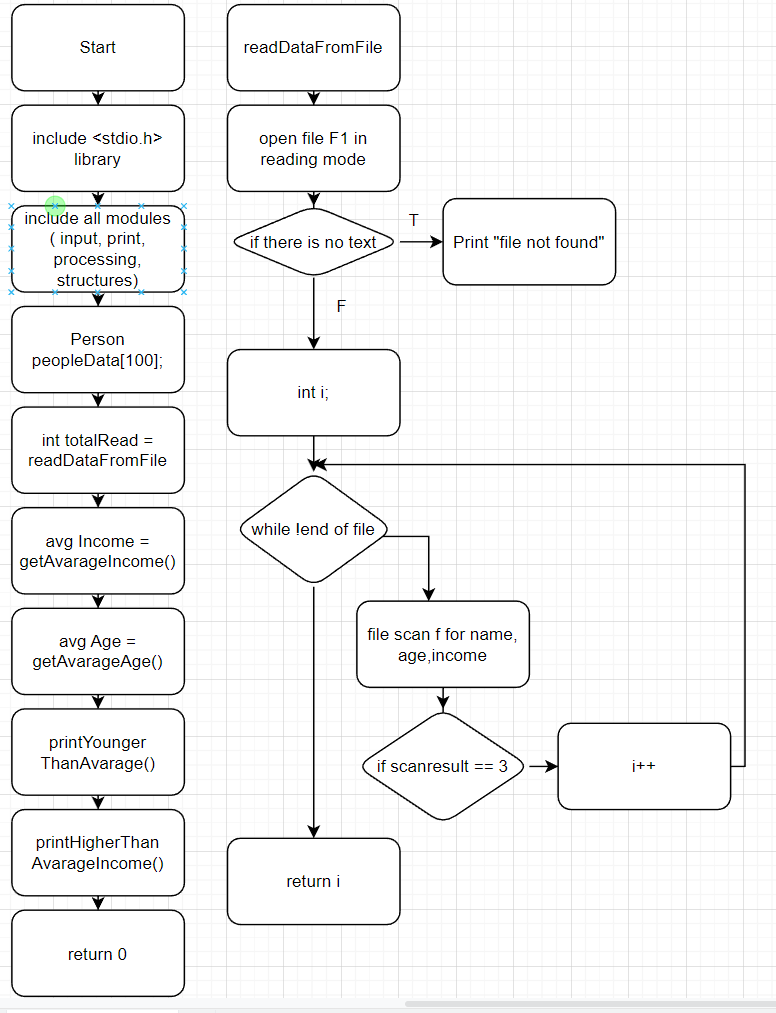 Start
include <stdio.h>
library
include all modules
( input, print,
processing,
structures)
Person
peopleData[100];
int totalRead =
readDataFromFile
avg Income =
getAvarageIncome()
avg Age =
getAvarageAge()
printYounger
ThanAvarage()
printHigherThan
AvarageIncome()
return 0
readDataFromFile
open file F1 in
reading mode
if there is no text
T
Print "file not found"
F
int i;
while !end of file
file scan f for name,
age,income
if scanresult == 3
i++
return i